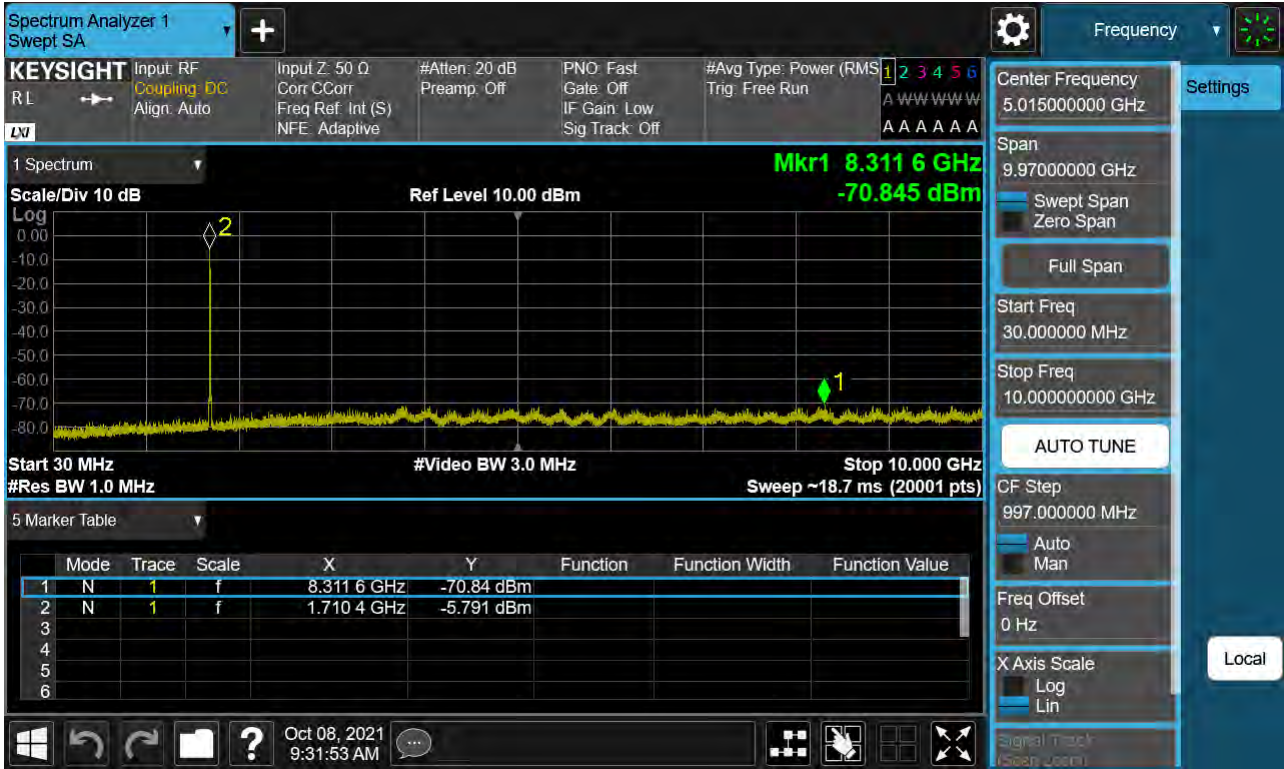 Spectrum Analyzer 1
Swept SA
+
Frequency
KEYSIGHT
R L
LXI
Input: RF
Coupling: DC
Align: Auto
Input Z: 50 Ω
Corr CCorr
Freq Ref: Int (S)
NFE: Adaptive
#Atten: 20 dB
Preamp: Off
PNO: Fast
Gate: Off
IF Gain: Low
Sig Track: Off
#Avg Type: Power (RMS
Trig: Free Run
1 2 3 4 5 6
A W W W W W
A A A A A A
1 Spectrum
Scale/Div 10 dB
Ref Level 10.00 dBm
Mkr1 8.311 6 GHz
-70.845 dBm
Log
0.00
-10.0
-20.0
-30.0
-40.0
-50.0
-60.0
-70.0
-80.0
2
1
Start 30 MHz
#Video BW 3.0 MHz
Stop 10.000 GHz
#Res BW 1.0 MHz
Sweep ~18.7 ms (20001 pts)
5 Marker Table
Mode Trace Scale X Y Function Function Width Function Value
1 N 1 f 8.311 6 GHz -70.84 dBm
2 N 1 f 1.710 4 GHz -5.791 dBm
3
4
5
6
Center Frequency
5.015000000 GHz
Settings
Span
9.97000000 GHz
Swept Span
Zero Span
Full Span
Start Freq
30.000000 MHz
Stop Freq
10.000000000 GHz
AUTO TUNE
CF Step
997.000000 MHz
Auto
Man
Freq Offset
0 Hz
X Axis Scale
Log
Lin
Local
Signal Track
(Span Zoom)
?
Oct 08, 2021
9:31:53 AM